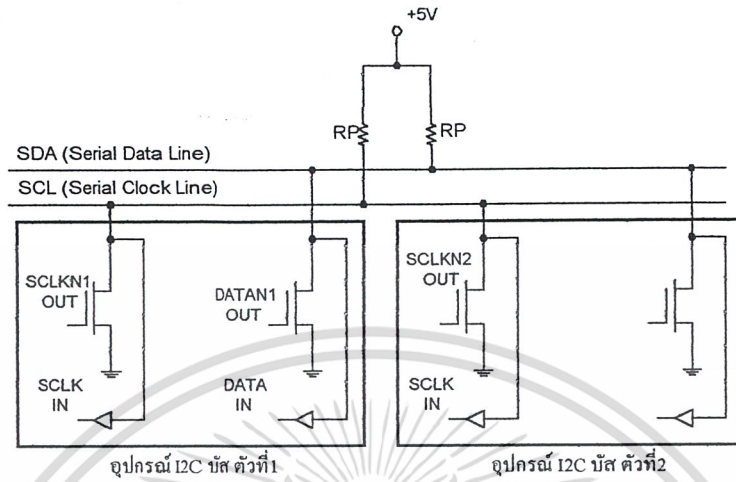 +5V
RP
RP
SDA (Serial Data Line)
SCL (Serial Clock Line)
SCLKN1
OUT
DATAN1
OUT
SCLK
IN
DATA
IN
SCLKN2
OUT
SCLK
IN
อุปกรณ์ I2C บัส ตัวที่1
อุปกรณ์ I2C บัส ตัวที่2